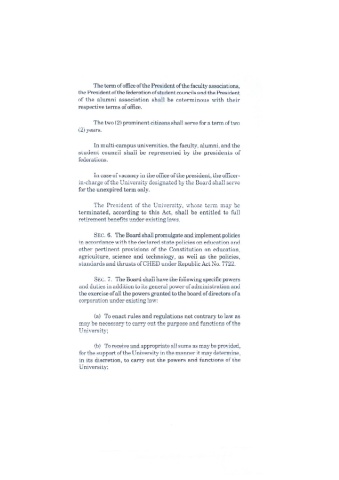 The term of office of the President of the faculty associations,
the President of the federation of student councils and the President
of the alumni association shall be coterminous with their
respective terms of office.
The two (2) prominent citizens shall serve for a term of two
(2) years.
In multi-campus universities, the faculty, alumni, and the
student council shall be represented by the presidents of
federations.
In case of vacancy in the office of the president, the officer-
in-charge of the University designated by the Board shall serve
for the unexpired term only.
The President of the University, whose term may be
terminated, according to this Act, shall be entitled to full
retirement benefits under existing laws.
SEC. 6. The Board shall promulgate and implement policies
in accordance with the declared state policies on education and
other pertinent provisions of the Constitution on education,
agriculture, science and technology, as well as the policies,
standards and thrusts of CHED under Republic Act No. 7722.
SEC. 7. The Board shall have the following specific powers
and duties in addition to its general power of administration and
the exercise of all the powers granted to the board of directors of a
corporation under existing law:
(a) To enact rules and regulations not contrary to law as
may be necessary to carry out the purpose and functions of the
University;
(b) To receive and appropriate all sums as may be provided,
for the support of the University in the manner it may determine,
in its discretion, to carry out the powers and functions of the
University;